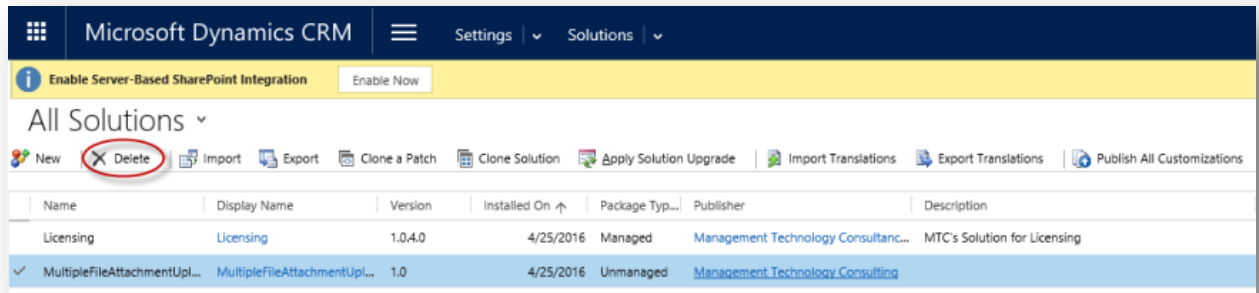 Microsoft Dynamics CRM Settings Solutions
Enable Server-Based SharePoint Integration Enable Now
All Solutions
New Delete Import Export Clone a Patch Clone Solution Apply Solution Upgrade Import Translations Export Translations Publish All Customizations
Name Display Name Version Installed On Package Typ... Publisher Description
Licensing Licensing 1.0.4.0 4/25/2016 Managed Management Technology Consultanc... MTC's Solution for Licensing
MultipleFileAttachmentUpl... MultipleFileAttachmentUpl... 1.0 4/25/2016 Unmanaged Management Technology Consulting